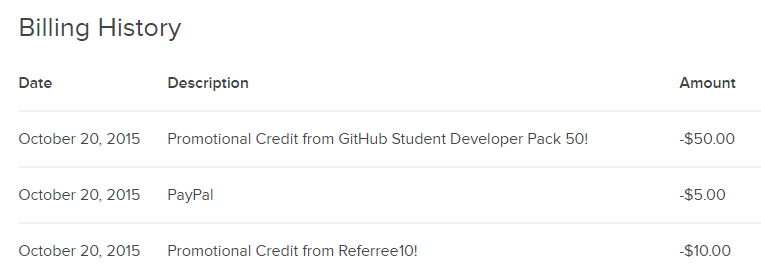 Billing History
Date Description Amount
October 20, 2015 Promotional Credit from GitHub Student Developer Pack 50! -$50.00
October 20, 2015 PayPal -$5.00
October 20, 2015 Promotional Credit from Referree10! -$10.00